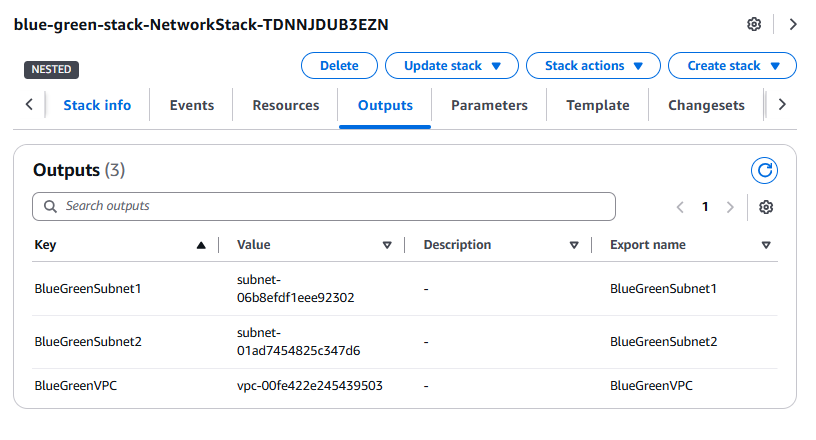 blue-green-stack-NetworkStack-TDNNJDUB3EZN
NESTED
Delete
Update stack
Stack actions
Create stack
Stack info
Events
Resources
Outputs
Parameters
Template
Changesets
Outputs (3)
Search outputs
1
Key
Value
Description
Export name
BlueGreenSubnet1
subnet-
06b8efdf1eee92302
-
BlueGreenSubnet1
BlueGreenSubnet2
subnet-
01ad7454825c347d6
-
BlueGreenSubnet2
BlueGreenVPC
vpc-00fe422e245439503
-
BlueGreenVPC